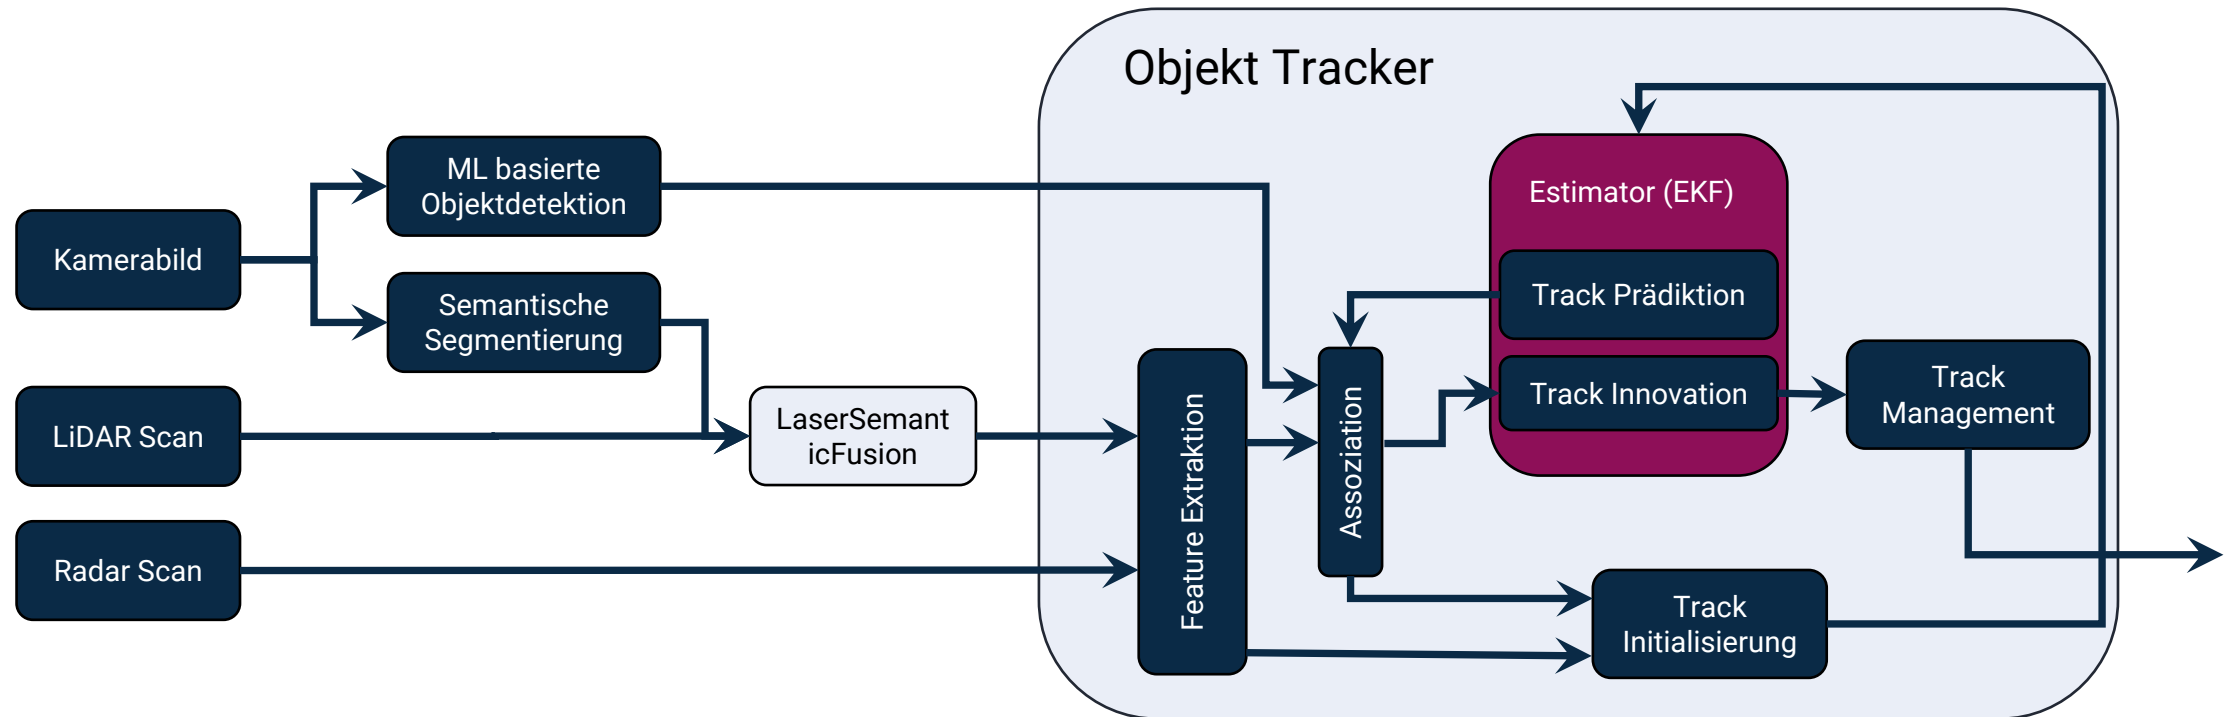 Objekt Tracker
ML basierte
Objektdetektion
Kamerabild
Semantische
Segmentierung
LiDAR Scan
LaserSemant
icFusion
Radar Scan
Feature Extraktion
Assoziation
Estimator (EKF)
Track Prädiktion
Track Innovation
Track
Management
Track
Initialisierung